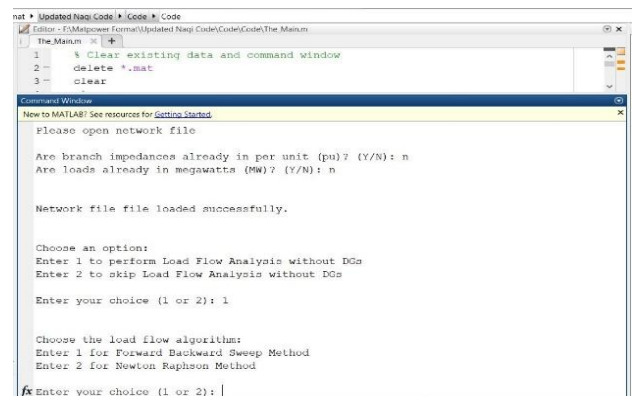 mat ▸ Updated Naqi Code ▸ Code ▸ Code
Editor - F:\Matpower Format\Updated Naqi Code\Code\Code\The_Main.m
The_Main.m × +
1 % Clear existing data and command window
2 - delete *.mat
3 - clear
Command Window
New to MATLAB? See resources for Getting Started.
Please open network file
Are branch impedances already in per unit (pu)? (Y/N): n
Are loads already in megawatts (MW)? (Y/N): n
Network file file loaded successfully.
Choose an option:
Enter 1 to perform Load Flow Analysis without DGs
Enter 2 to skip Load Flow Analysis without DGs
Enter your choice (1 or 2): 1
Choose the load flow algorithm:
Enter 1 for Forward Backward Sweep Method
Enter 2 for Newton Raphson Method
fx Enter your choice (1 or 2):